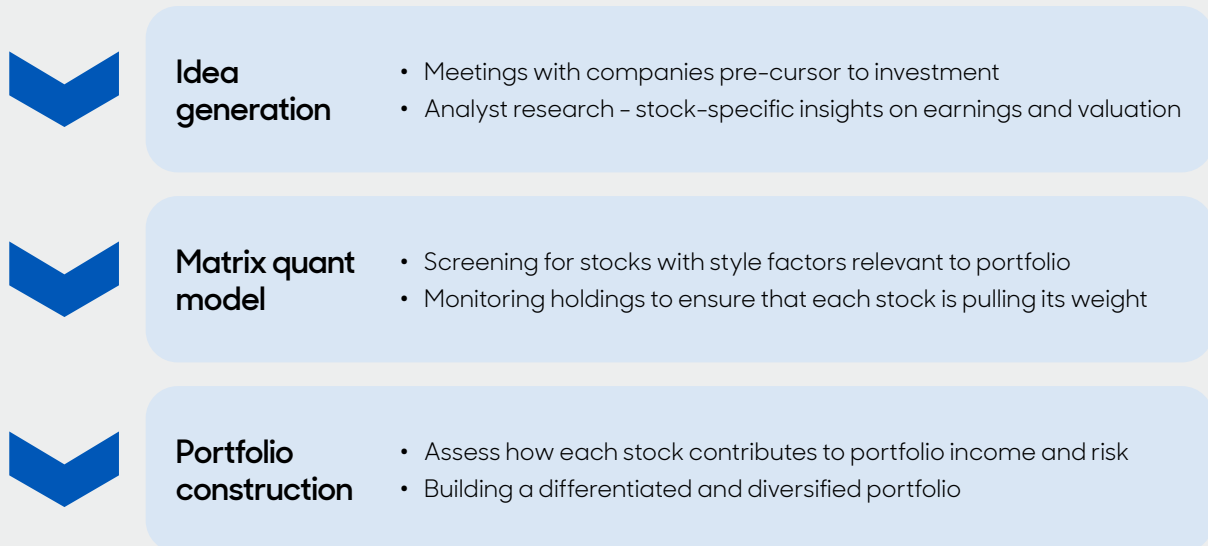 Idea
generation
• Meetings with companies pre-cursor to investment
• Analyst research - stock-specific insights on earnings and valuation
Matrix quant
model
• Screening for stocks with style factors relevant to portfolio
• Monitoring holdings to ensure that each stock is pulling its weight
Portfolio
construction
• Assess how each stock contributes to portfolio income and risk
• Building a differentiated and diversified portfolio